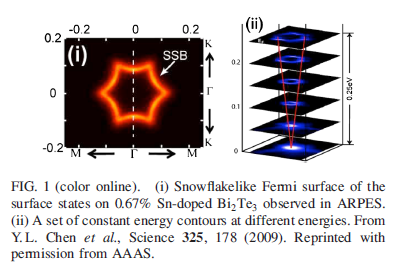 -0.2 0 0.2
(i)
SSB
0.2
0
-0.2
K
Γ
K
M Γ M
(ii)
0.2
0.1
0
0.25eV
FIG. 1 (color online). (i) Snowflakelike Fermi surface of the
surface states on 0.67% Sn-doped Bi₂Te₃ observed in ARPES.
(ii) A set of constant energy contours at different energies. From
Y. L. Chen et al., Science 325, 178 (2009). Reprinted with
permission from AAAS.